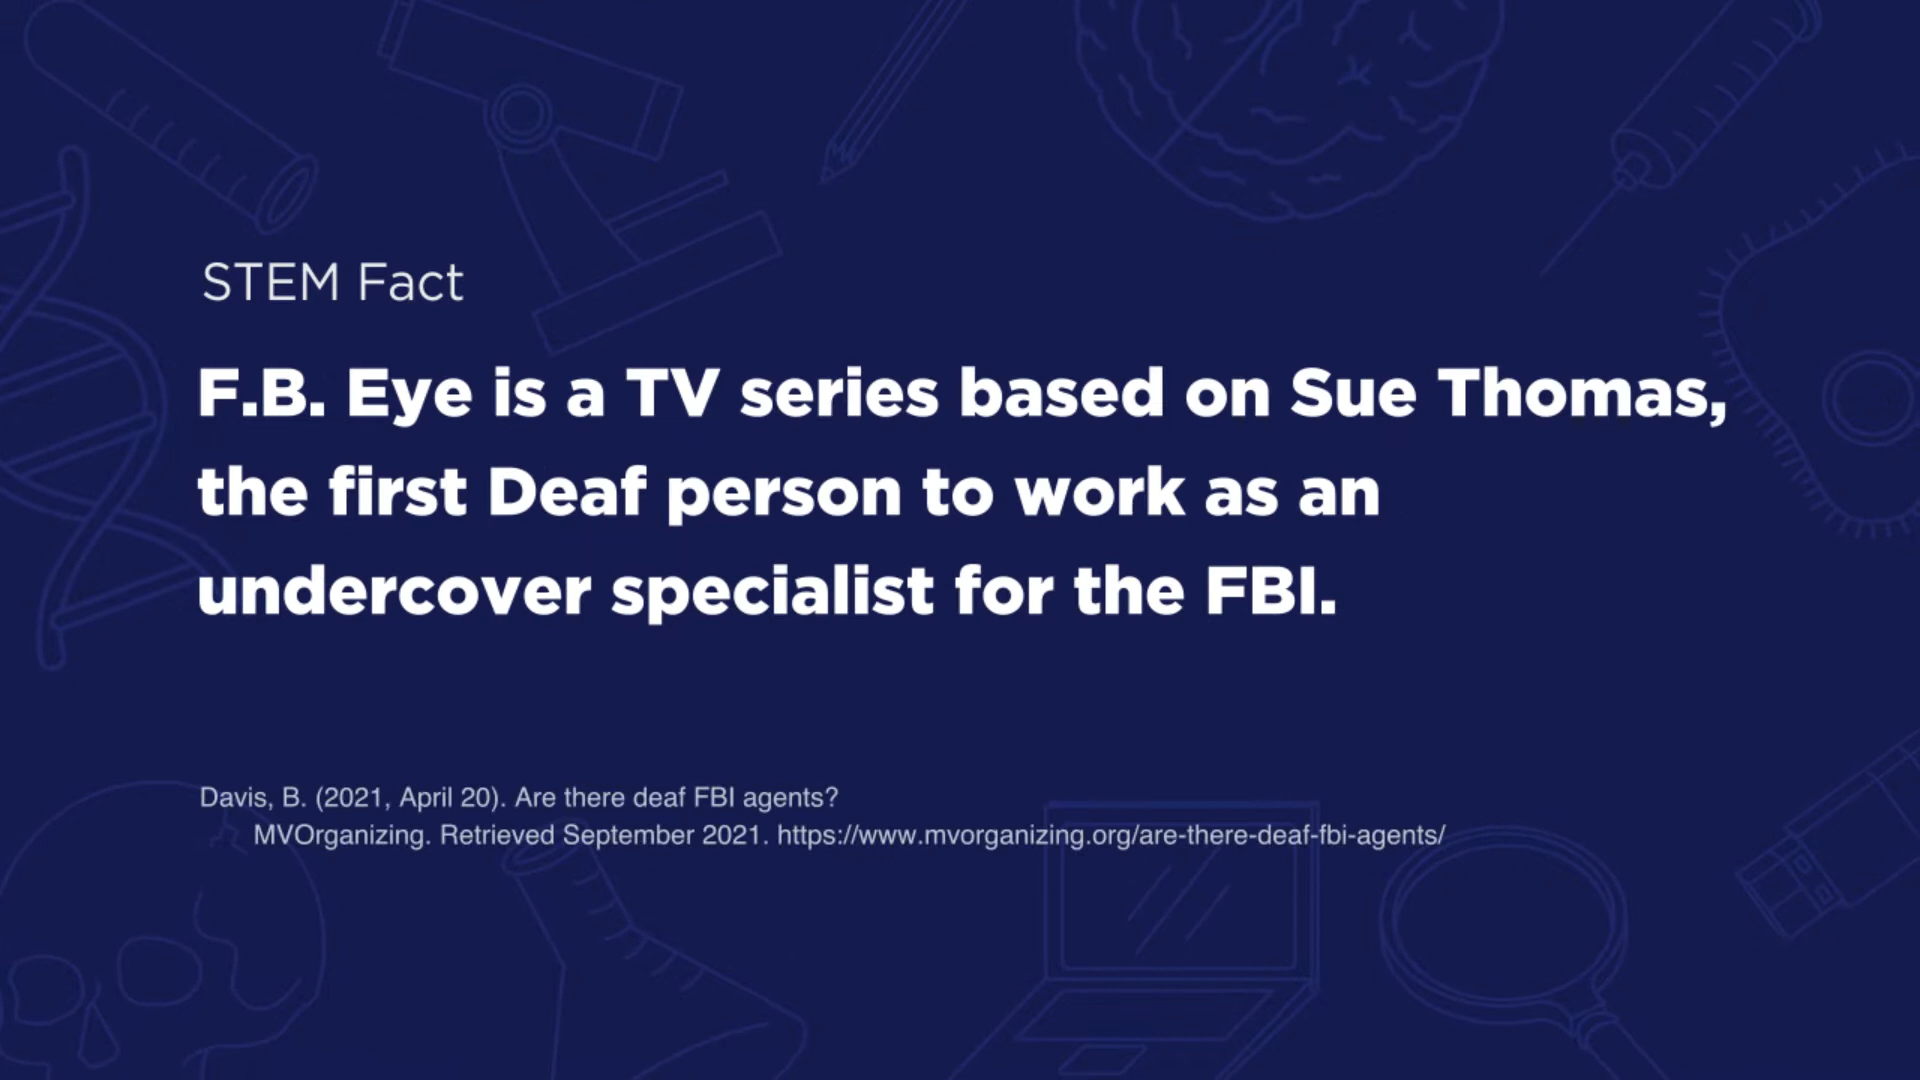 STEM Fact
F.B. Eye is a TV series based on Sue Thomas,
the first Deaf person to work as an
undercover specialist for the FBI.
Davis, B. (2021, April 20). Are there deaf FBI agents?
MVOrganizing. Retrieved September 2021. https://www.mvorganizing.org/are-there-deaf-fbi-agents/